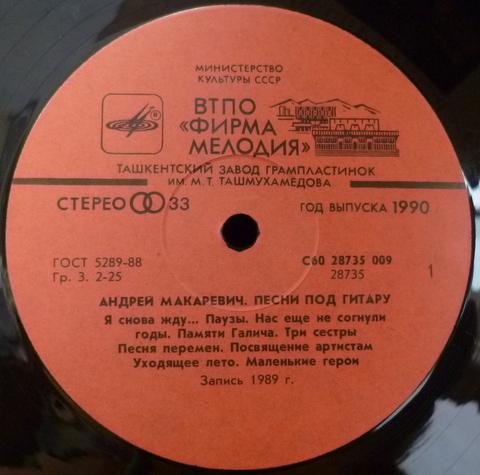 МИНИСТЕРСТВО
КУЛЬТУРЫ СССР
ВТПО
«ФИРМА
МЕЛОДИЯ»
ТАШКЕНТСКИЙ ЗАВОД ГРАМПЛАСТИНОК
ИМ. М. Т. ТАШМУХАМЕДОВА
СТЕРЕО 33
ГОД ВЫПУСКА 1990
ГОСТ 5289-88
Гр. 3. 2-25
С60 28735 009
28735
1
АНДРЕЙ МАКАРЕВИЧ. ПЕСНИ ПОД ГИТАРУ
Я снова жду... Паузы. Нас еще не согнули
годы. Памяти Галича. Три сестры
Песня перемен. Посвящение артистам
Уходящее лето. Маленькие герои
Запись 1989 г.